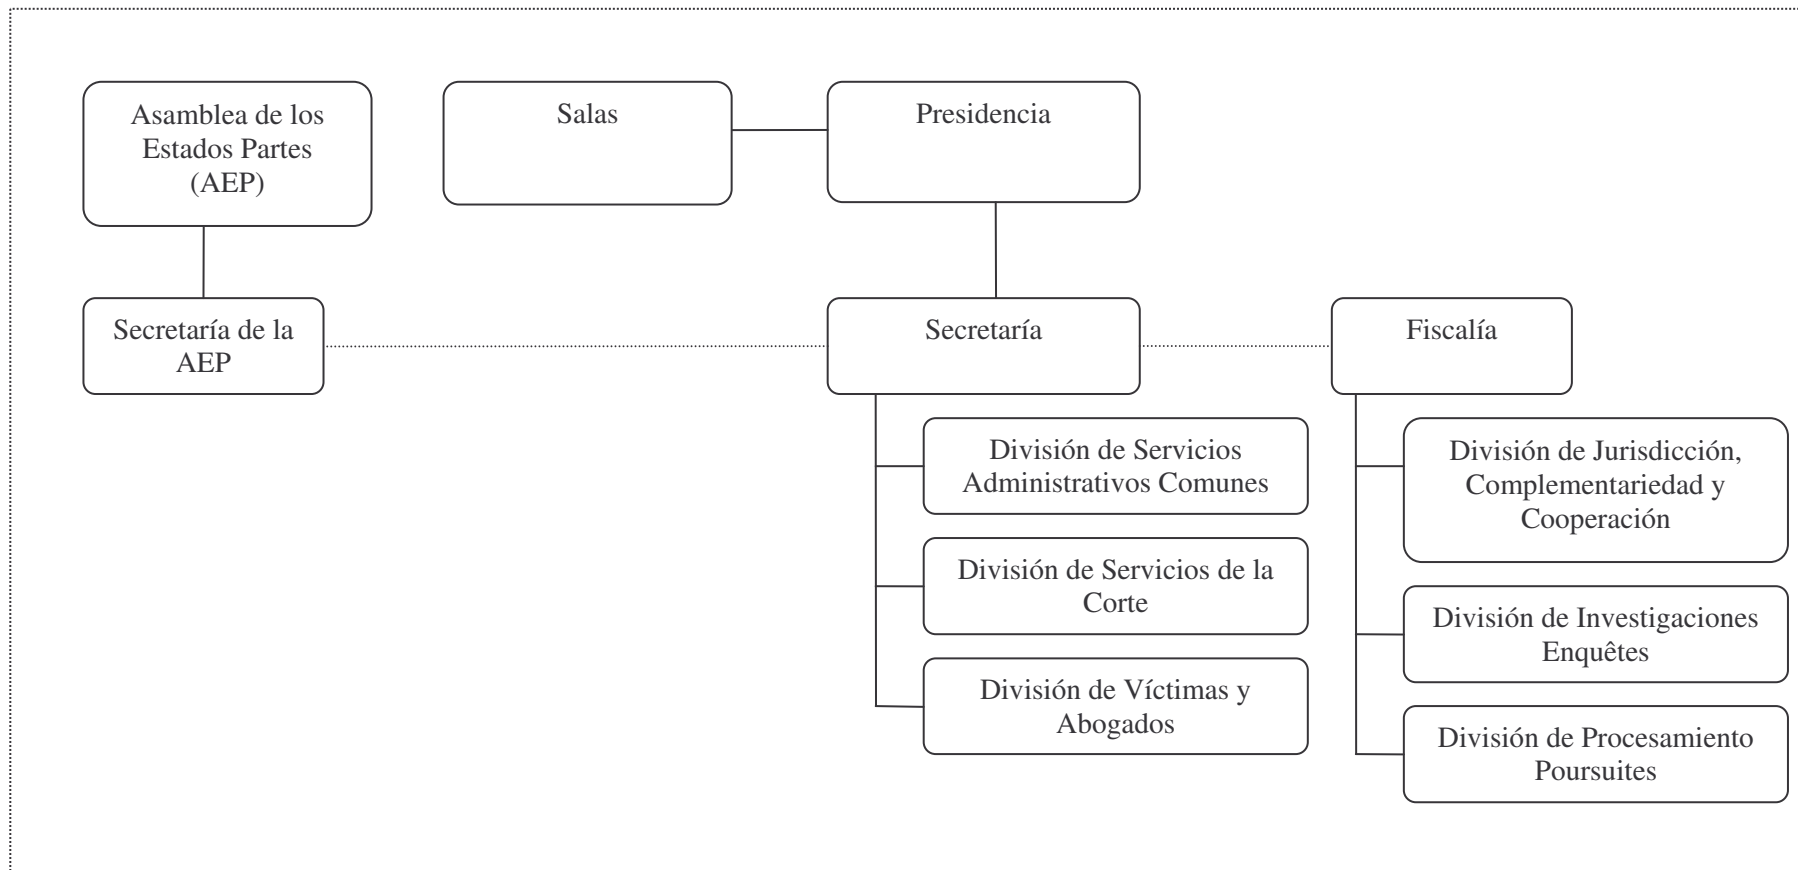 Asamblea de los
Estados Partes
(AEP)
Salas
Presidencia
Secretaría de la
AEP
Secretaría
Fiscalía
División de Servicios
Administrativos Comunes
División de Servicios de la
Corte
División de Víctimas y
Abogados
División de Jurisdicción,
Complementariedad y
Cooperación
División de Investigaciones
Enquêtes
División de Procesamiento
Poursuites